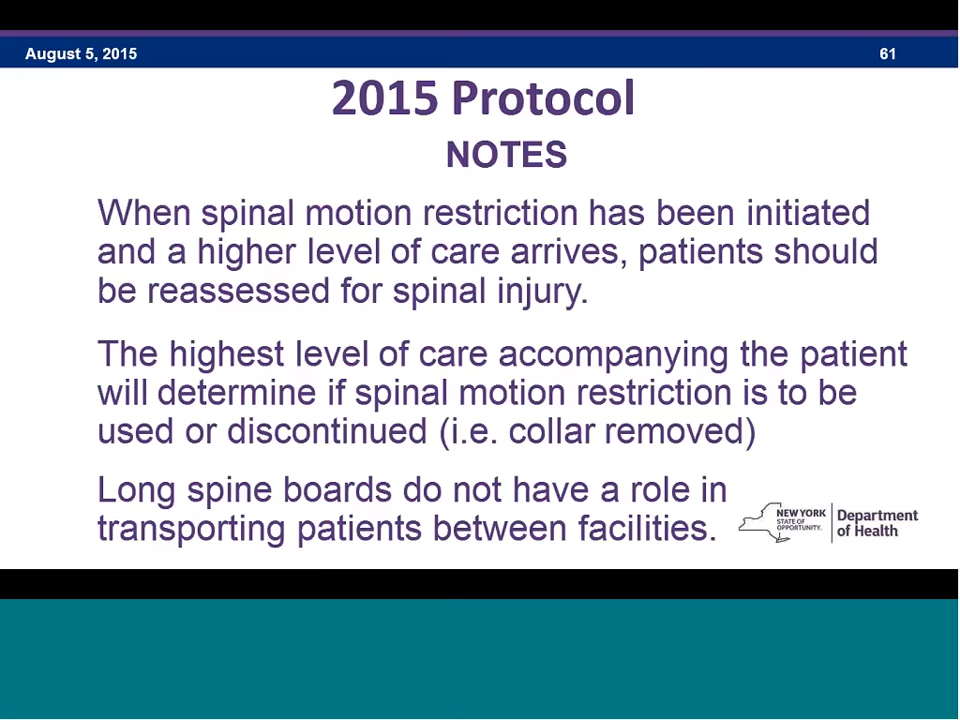 August 5, 2015
61
2015 Protocol
NOTES
When spinal motion restriction has been initiated
and a higher level of care arrives, patients should
be reassessed for spinal injury.
The highest level of care accompanying the patient
will determine if spinal motion restriction is to be
used or discontinued (i.e. collar removed)
Long spine boards do not have a role in
transporting patients between facilities.
NEW YORK
STATE OF
OPPORTUNITY.
Department
of Health